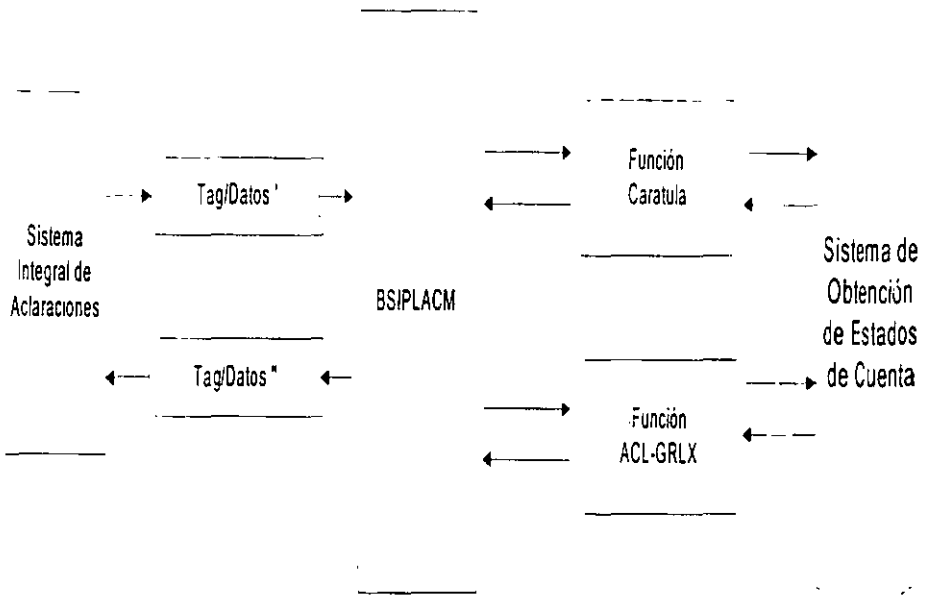 Función
Caratula
Tag/Datos '
Sistema
Integral de
Aclaraciones
BSIPLACM
Sistema de
Obtención
de Estados
de Cuenta
Tag/Datos "
Función
ACL-GRLX